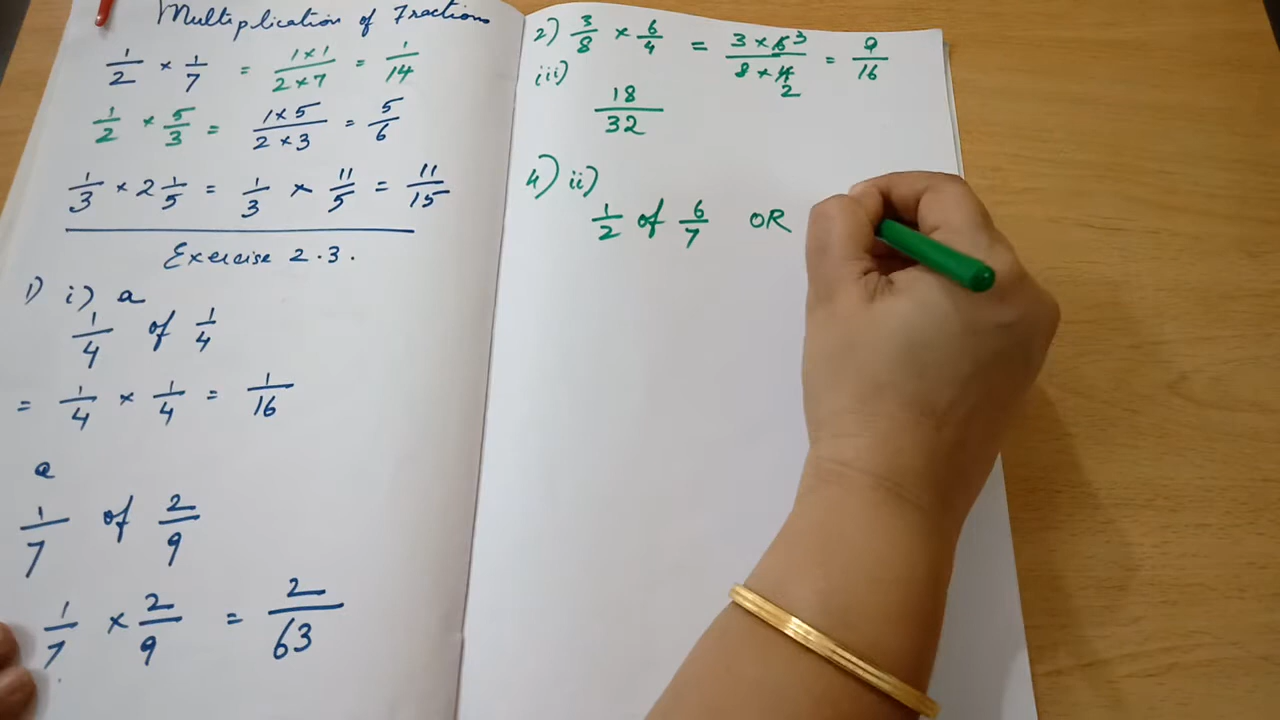 Multiplication of Fractions
1/2 × 1/7 = 1×1/2×7 = 1/14
1/2 × 5/3 = 1×5/2×3 = 5/6
1/3 × 2 1/5 = 1/3 × 11/5 = 11/15
Exercise 2.3.
1) i) a
1/4 of 1/4
= 1/4 × 1/4 = 1/16
a
1/7 of 2/9
1/7 × 2/9 = 2/63
2) 3/8 × 6/4 = 3 × 6 3/8 × 4 2 = 9/16
iii)
18/32
4) ii)
1/2 of 6/7 OR